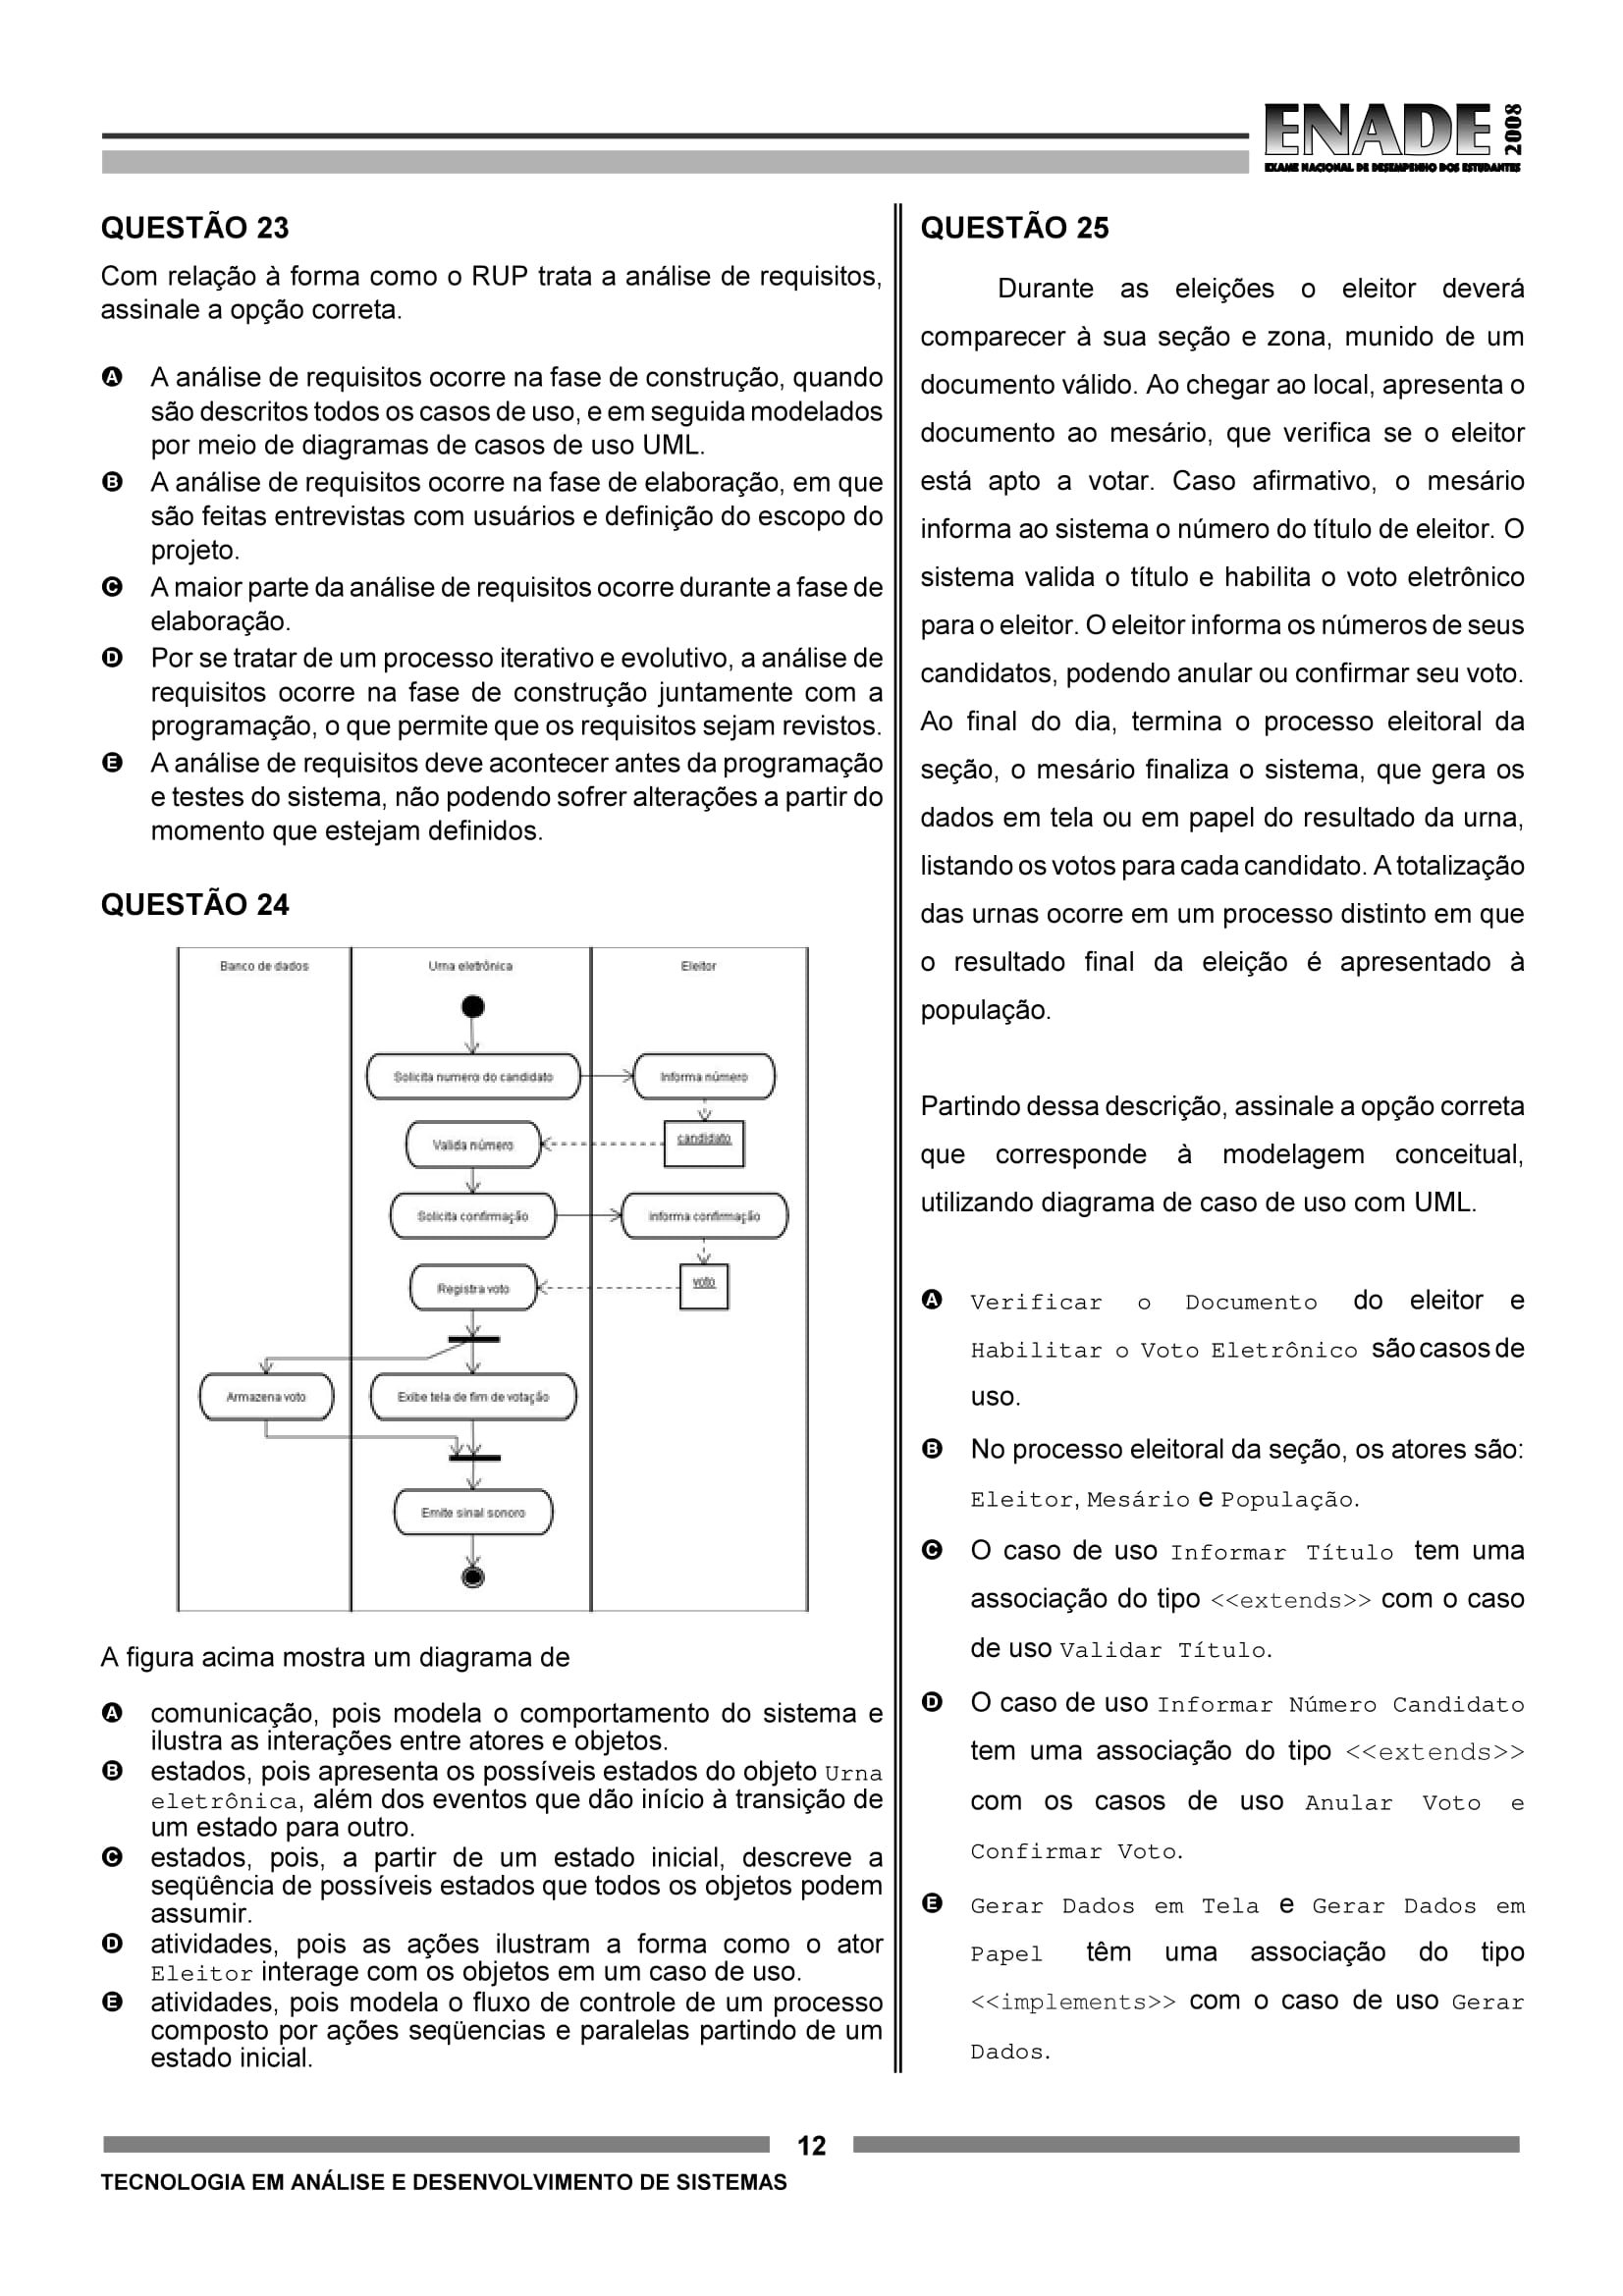 ENADE 2008
EXAME NACIONAL DE DESEMPENHO DOS ESTUDANTES
QUESTÃO 23
Com relação à forma como o RUP trata a análise de requisitos,
assinale a opção correta.
A A análise de requisitos ocorre na fase de construção, quando
são descritos todos os casos de uso, e em seguida modelados
por meio de diagramas de casos de uso UML.
B A análise de requisitos ocorre na fase de elaboração, em que
são feitas entrevistas com usuários e definição do escopo do
projeto.
C A maior parte da análise de requisitos ocorre durante a fase de
elaboração.
D Por se tratar de um processo iterativo e evolutivo, a análise de
requisitos ocorre na fase de construção juntamente com a
programação, o que permite que os requisitos sejam revistos.
E A análise de requisitos deve acontecer antes da programação
e testes do sistema, não podendo sofrer alterações a partir do
momento que estejam definidos.
QUESTÃO 24
Banco de dados
Urna eletrônica
Eleitor
Solicita numero do candidato
Informa número
Valida número
candidato
Solicita confirmação
informa confirmação
Registra voto
voto
Armazena voto
Exibe tela de fim de votação
Emite sinal sonoro
A figura acima mostra um diagrama de
A comunicação, pois modela o comportamento do sistema e
ilustra as interações entre atores e objetos.
B estados, pois apresenta os possíveis estados do objeto Urna
eletrônica, além dos eventos que dão início à transição de
um estado para outro.
C estados, pois, a partir de um estado inicial, descreve a
seqüência de possíveis estados que todos os objetos podem
assumir.
D atividades, pois as ações ilustram a forma como o ator
Eleitor interage com os objetos em um caso de uso.
E atividades, pois modela o fluxo de controle de um processo
composto por ações seqüencias e paralelas partindo de um
estado inicial.
QUESTÃO 25
Durante as eleições o eleitor deverá
comparecer à sua seção e zona, munido de um
documento válido. Ao chegar ao local, apresenta o
documento ao mesário, que verifica se o eleitor
está apto a votar. Caso afirmativo, o mesário
informa ao sistema o número do título de eleitor. O
sistema valida o título e habilita o voto eletrônico
para o eleitor. O eleitor informa os números de seus
candidatos, podendo anular ou confirmar seu voto.
Ao final do dia, termina o processo eleitoral da
seção, o mesário finaliza o sistema, que gera os
dados em tela ou em papel do resultado da urna,
listando os votos para cada candidato. A totalização
das urnas ocorre em um processo distinto em que
o resultado final da eleição é apresentado à
população.
Partindo dessa descrição, assinale a opção correta
que corresponde à modelagem conceitual,
utilizando diagrama de caso de uso com UML.
A Verificar o Documento do eleitor e
Habilitar o Voto Eletrônico são casos de
uso.
B No processo eleitoral da seção, os atores são:
Eleitor, Mesário e População.
C O caso de uso Informar Título tem uma
associação do tipo <<extends>> com o caso
de uso Validar Título.
D O caso de uso Informar Número Candidato
tem uma associação do tipo <<extends>>
com os casos de uso Anular Voto e
Confirmar Voto.
E Gerar Dados em Tela e Gerar Dados em
Papel têm uma associação do tipo
<<implements>> com o caso de uso Gerar
Dados.
12
TECNOLOGIA EM ANÁLISE E DESENVOLVIMENTO DE SISTEMAS